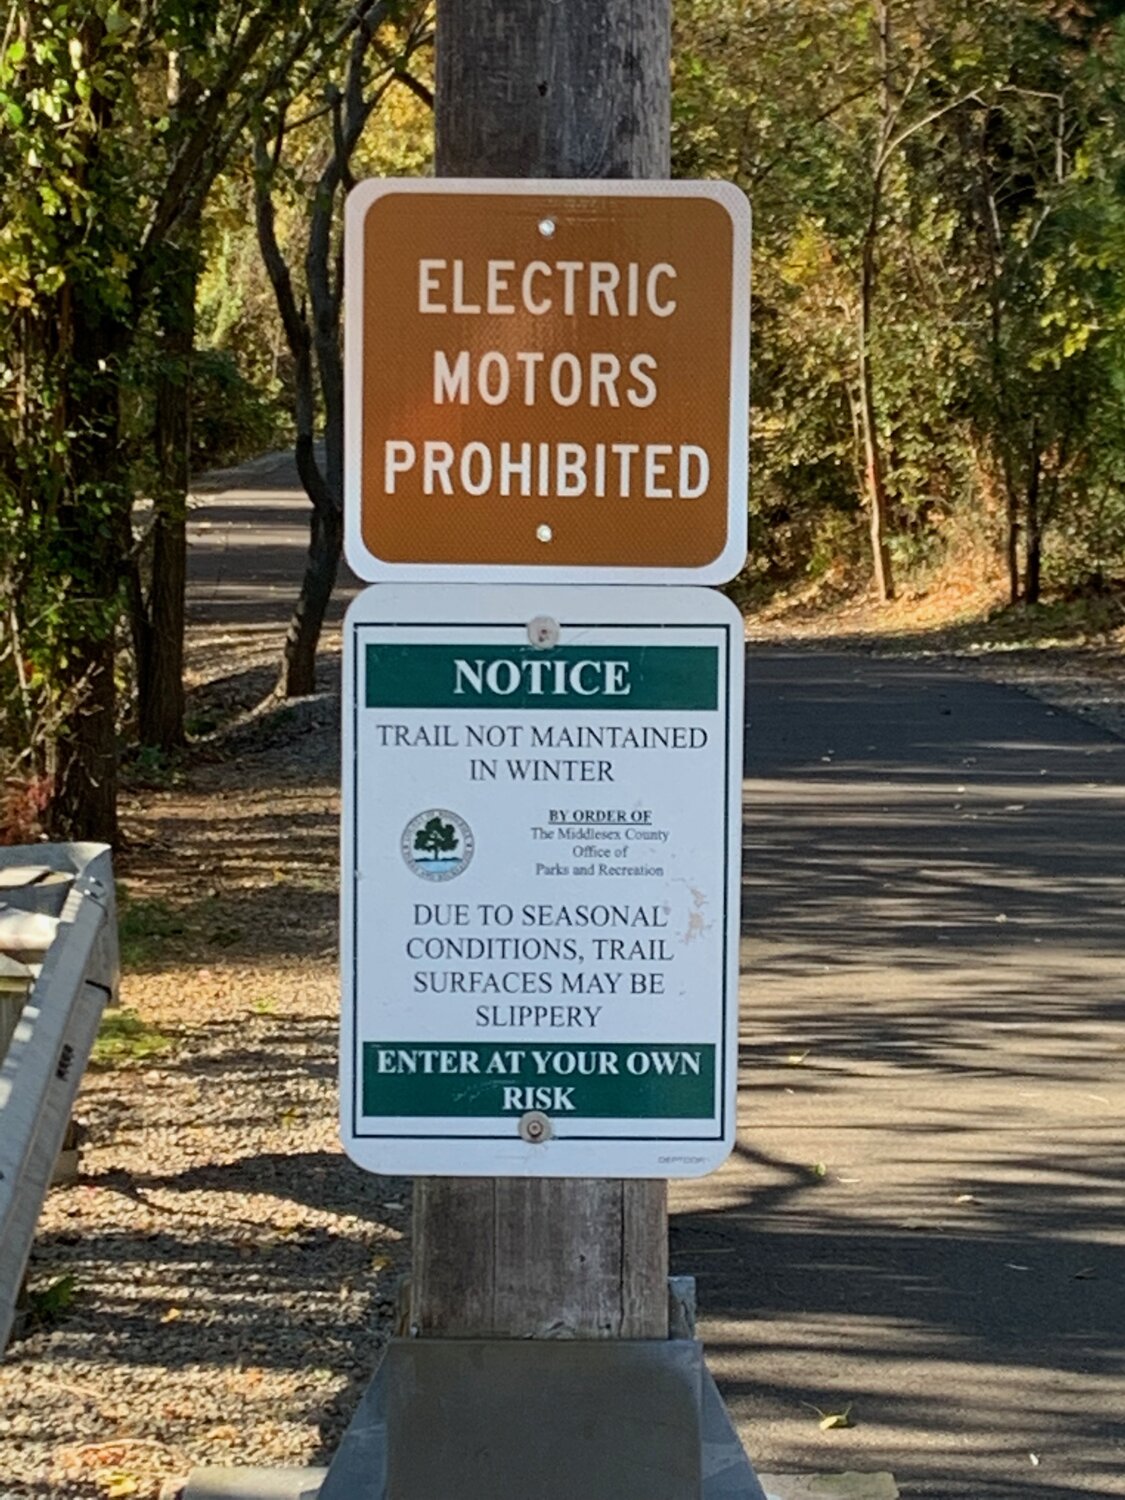 ELECTRIC
MOTORS
PROHIBITED
NOTICE
TRAIL NOT MAINTAINED
IN WINTER
BY ORDER OF
The Middlesex County
Office of
Parks and Recreation
DUE TO SEASONAL
CONDITIONS, TRAIL
SURFACES MAY BE
SLIPPERY
ENTER AT YOUR OWN
RISK